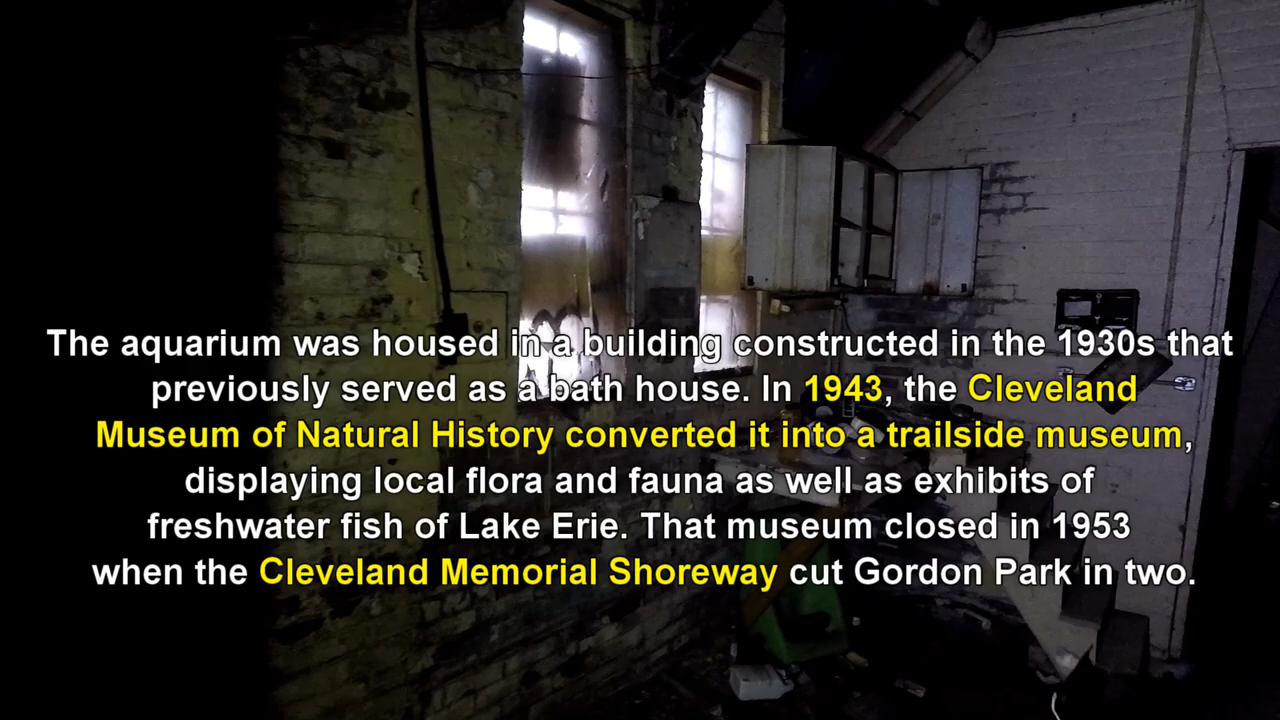 The aquarium was housed in a building constructed in the 1930s that
previously served as a bath house. In 1943, the Cleveland
Museum of Natural History converted it into a trailside museum,
displaying local flora and fauna as well as exhibits of
freshwater fish of Lake Erie. That museum closed in 1953
when the Cleveland Memorial Shoreway cut Gordon Park in two.